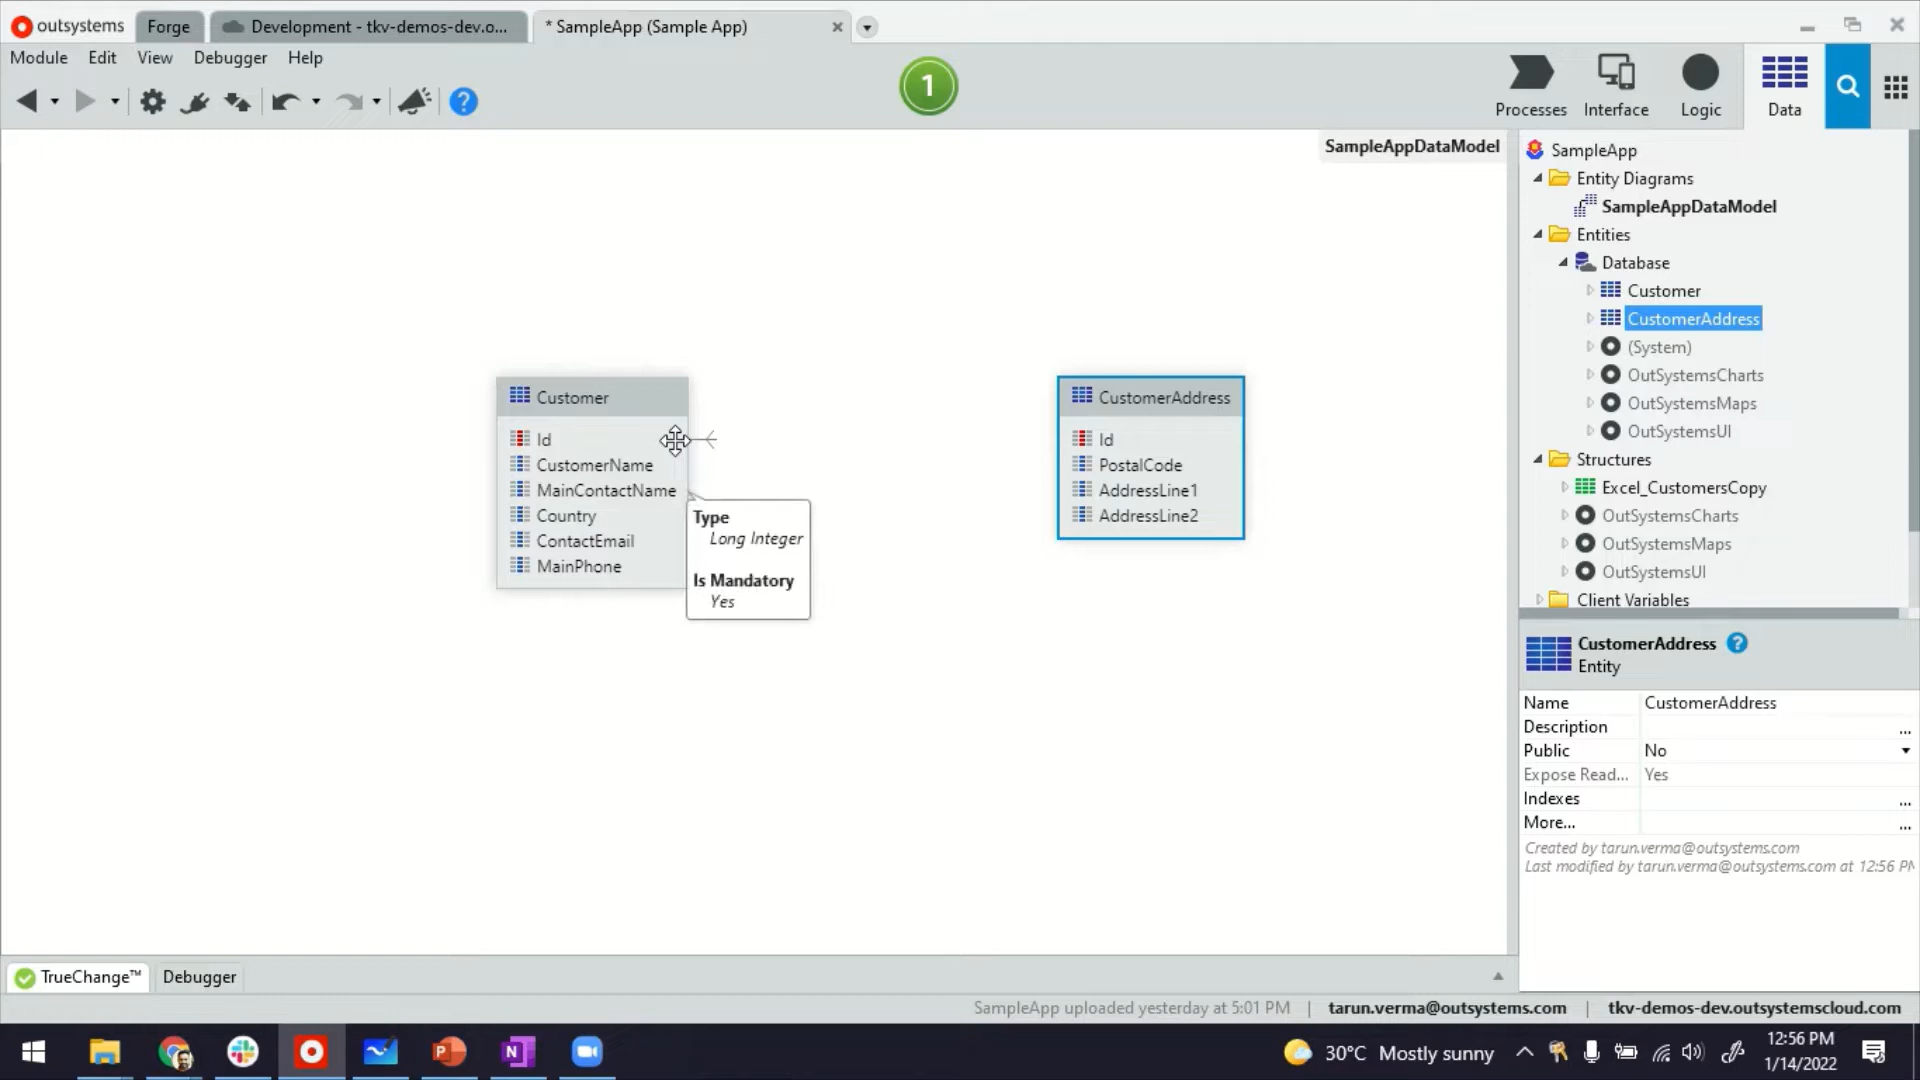 outsystems
Forge
Development - tkv-demos-dev.o...
* SampleApp (Sample App)
Module Edit View Debugger Help
1
Processes Interface Logic Data
SampleAppDataModel
SampleApp
Entity Diagrams
SampleAppDataModel
Entities
Database
Customer
CustomerAddress
(System)
OutSystemsCharts
OutSystemsMaps
OutSystemsUI
Structures
Excel_CustomersCopy
OutSystemsCharts
OutSystemsMaps
OutSystemsUI
Client Variables
Customer
Id
CustomerName
MainContactName
Country
ContactEmail
MainPhone
Type
Long Integer
Is Mandatory
Yes
CustomerAddress
Id
PostalCode
AddressLine1
AddressLine2
CustomerAddress ?
Entity
Name CustomerAddress
Description ...
Public No
Expose Read... Yes
Indexes ...
More... ...
Created by tarun.verma@outsystems.com
Last modified by tarun.verma@outsystems.com at 12:56 PM
TrueChange™ Debugger
SampleApp uploaded yesterday at 5:01 PM | tarun.verma@outsystems.com | tkv-demos-dev.outsystemscloud.com
30°C Mostly sunny
12:56 PM
1/14/2022